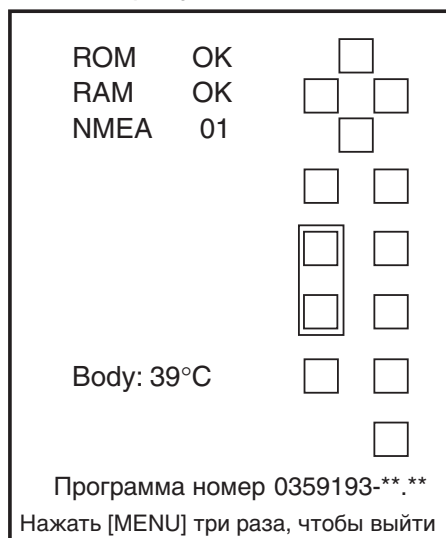 ROM OK
RAM OK
NMEA 01
Body: 39°C
Программа номер 0359193-**.**
Нажать [MENU] три раза, чтобы выйти